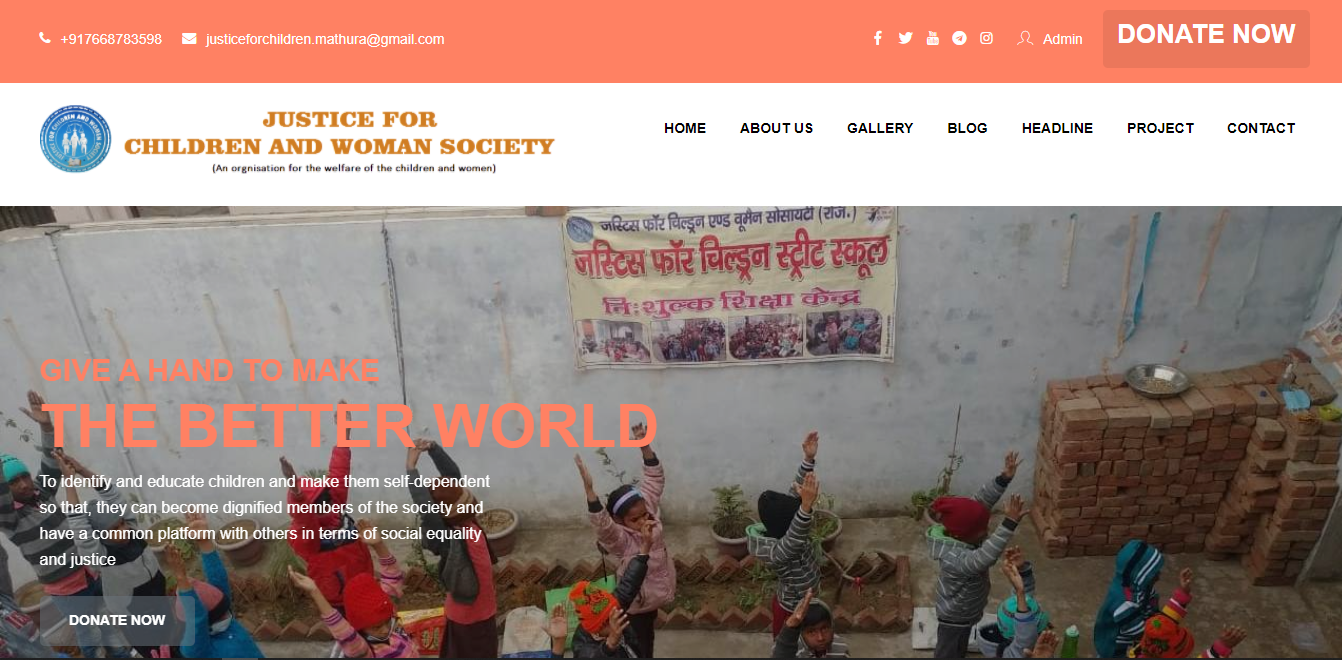 +917668783598 justiceforchildren.mathura@gmail.com Admin DONATE NOW
JUSTICE FOR
CHILDREN AND WOMAN SOCIETY
(An orgnisation for the welfare of the children and women)
HOME ABOUT US GALLERY BLOG HEADLINE PROJECT CONTACT
जस्टिस फॉर चिल्ड्रन एण्ड वूमैन सोसायटी (राज.)
जस्टिस फॉर चिल्ड्रन स्ट्रीट स्कूल
निःशुल्क शिक्षा केन्द्र
GIVE A HAND TO MAKE
THE BETTER WORLD
To identify and educate children and make them self-dependent
so that, they can become dignified members of the society and
have a common platform with others in terms of social equality
and justice
DONATE NOW